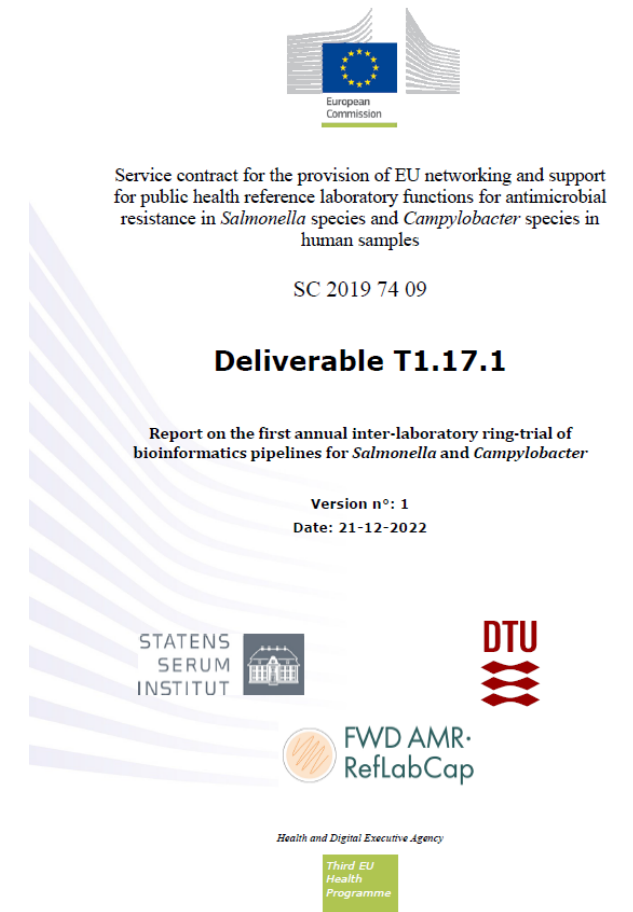 European
Commission
Service contract for the provision of EU networking and support
for public health reference laboratory functions for antimicrobial
resistance in Salmonella species and Campylobacter species in
human samples
SC 2019 74 09
Deliverable T1.17.1
Report on the first annual inter-laboratory ring-trial of
bioinformatics pipelines for Salmonella and Campylobacter
Version n°: 1
Date: 21-12-2022
STATENS
SERUM
INSTITUT
DTU
FWD AMR·
RefLabCap
Health and Digital Executive Agency
Third EU
Health
Programme